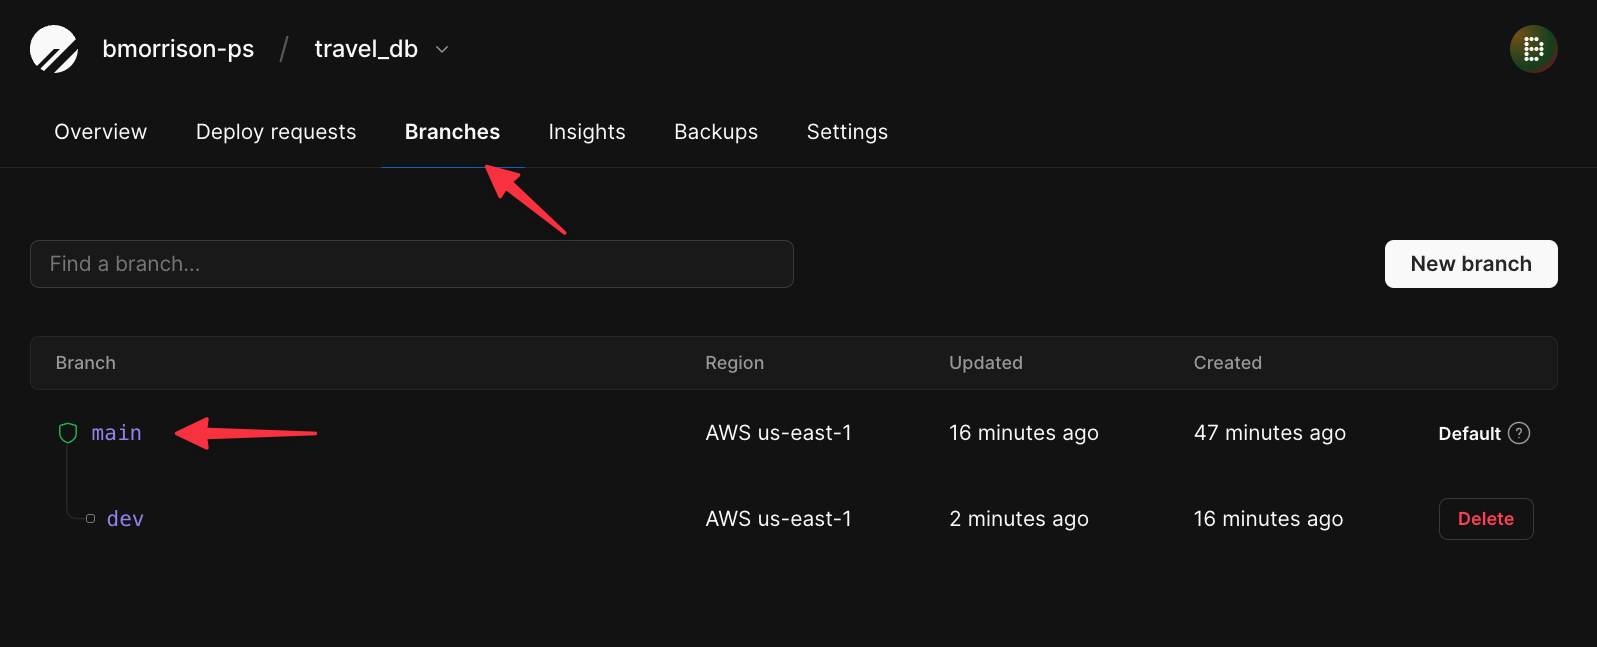 bmorrison-ps / travel_db
Overview Deploy requests Branches Insights Backups Settings
Find a branch...
New branch
Branch Region Updated Created
main AWS us-east-1 16 minutes ago 47 minutes ago Default ?
dev AWS us-east-1 2 minutes ago 16 minutes ago Delete